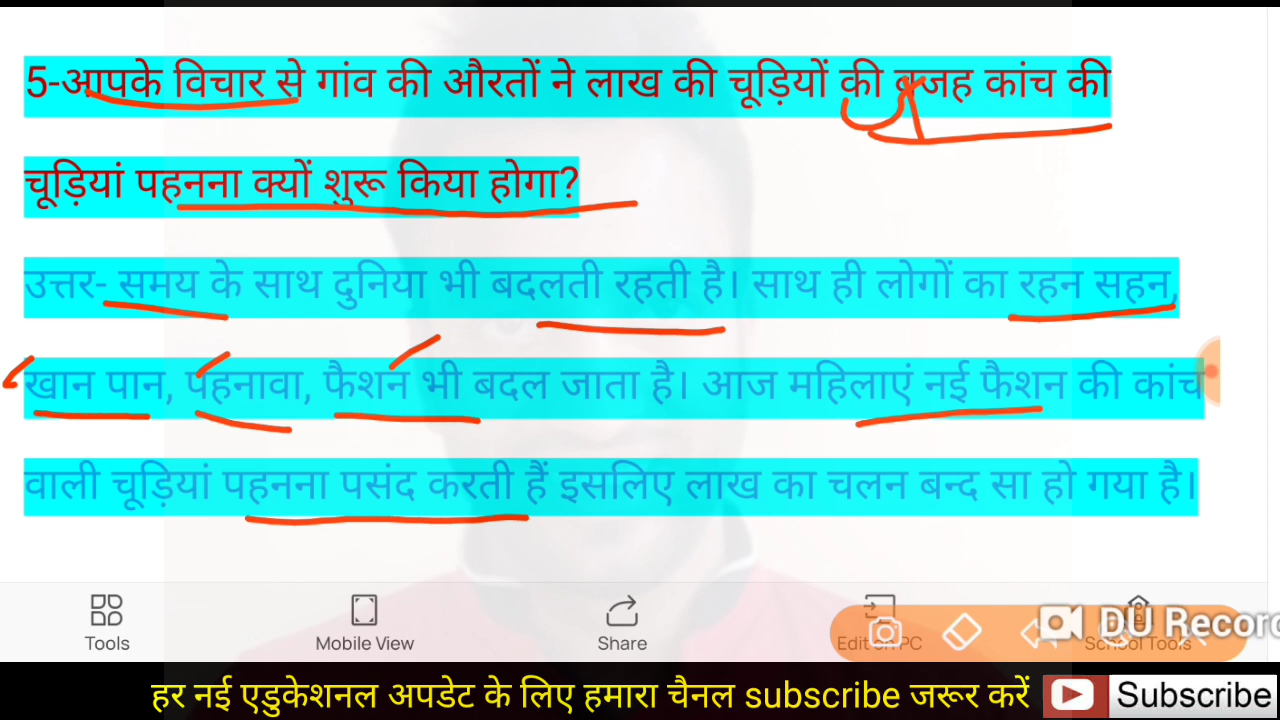 5-आपके विचार से गांव की औरतों ने लाख की चूड़ियों की वजह कांच की
चूड़ियां पहनना क्यों शुरू किया होगा?
उत्तर- समय के साथ दुनिया भी बदलती रहती है। साथ ही लोगों का रहन सहन,
खान पान, पहनावा, फैशन भी बदल जाता है। आज महिलाएं नई फैशन की कांच
वाली चूड़ियां पहनना पसंद करती हैं इसलिए लाख का चलन बन्द सा हो गया है।
Tools
Mobile View
Share
Edit on PC
School Tools
DU Recorc
हर नई एडुकेशनल अपडेट के लिए हमारा चैनल subscribe जरूर करें
Subscribe